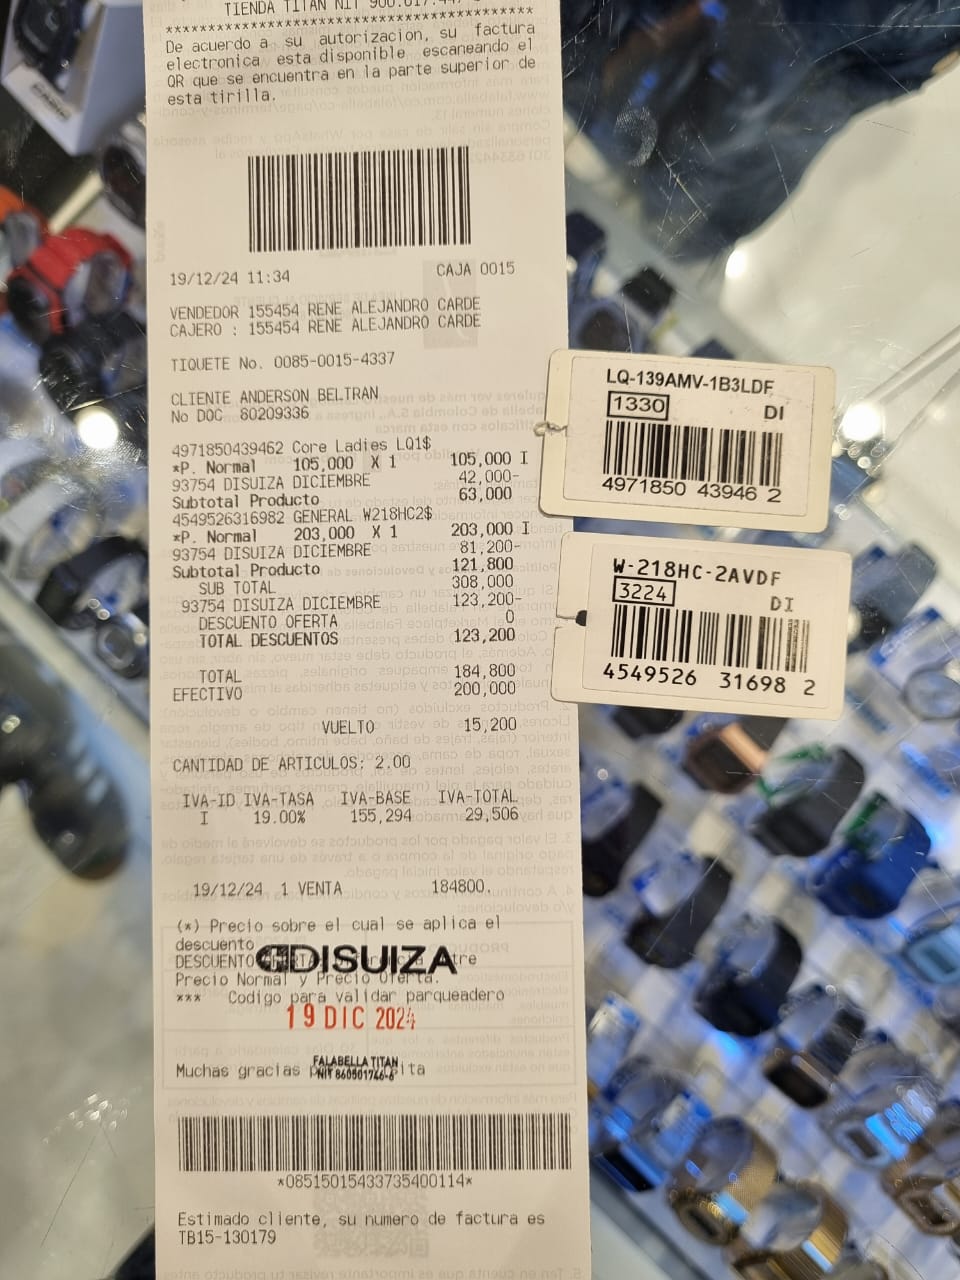 TIENDA TITAN NIT 900.017.447
****************************************
De acuerdo a su autorizacion, su factura
electronica esta disponible escaneando el
QR que se encuentra en la parte superior de
esta tirilla.
19/12/24 11:34 CAJA 0015
VENDEDOR 155454 RENE ALEJANDRO CARDE
CAJERO : 155454 RENE ALEJANDRO CARDE
TIQUETE No. 0085-0015-4337
CLIENTE ANDERSON BELTRAN
No DOC 80209336
4971850439462 Core Ladies LQ1$
*P. Normal 105,000 X 1 105,000 I
93754 DISUIZA DICIEMBRE 42,000-
Subtotal Producto 63,000
4549526316982 GENERAL W218HC2$
*P. Normal 203,000 X 1 203,000 I
93754 DISUIZA DICIEMBRE 81,200-
Subtotal Producto 121,800
SUB TOTAL 308,000
93754 DISUIZA DICIEMBRE 123,200-
DESCUENTO OFERTA 0
TOTAL DESCUENTOS 123,200
TOTAL 184,800
EFECTIVO 200,000
VUELTO 15,200
CANTIDAD DE ARTICULOS: 2.00
IVA-ID IVA-TASA IVA-BASE IVA-TOTAL
I 19.00% 155,294 29,506
19/12/24 1 VENTA 184800.
(*) Precio sobre el cual se aplica el
descuento
DESCUENTO
DISUIZA
Precio Normal y Precio Oferta.
*** Codigo para validar parqueadero
19 DIC 2024
FALABELLA TITAN
Muchas gracias
NIT 860501746-6
*08515015433735400114*
Estimado cliente, su numero de factura es
TB15-130179
LQ-139AMV-1B3LDF
1330 DI
4971850 43946 2
W-218HC-2AVDF
3224 DI
4549526 31698 2